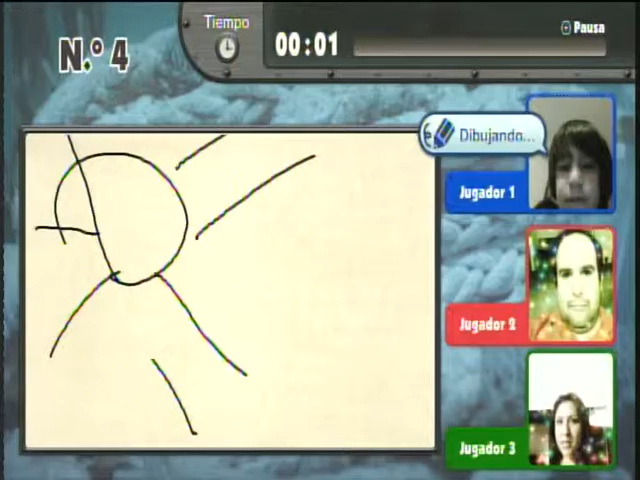 Tiempo
N.º 4
00:01
Pausa
Dibujando...
Jugador 1
Jugador 2
Jugador 3